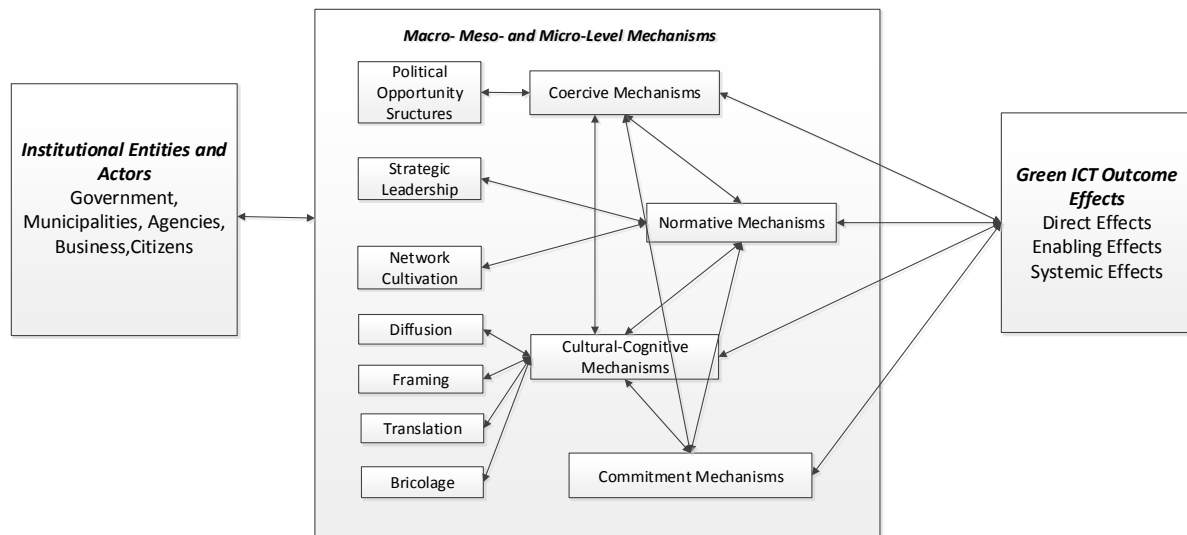 Institutional Entities and
Actors
Government,
Municipalities, Agencies,
Business,Citizens
Macro- Meso- and Micro-Level Mechanisms
Political
Opportunity
Sructures
Strategic
Leadership
Network
Cultivation
Diffusion
Framing
Translation
Bricolage
Coercive Mechanisms
Normative Mechanisms
Cultural-Cognitive
Mechanisms
Commitment Mechanisms
Green ICT Outcome
Effects
Direct Effects
Enabling Effects
Systemic Effects